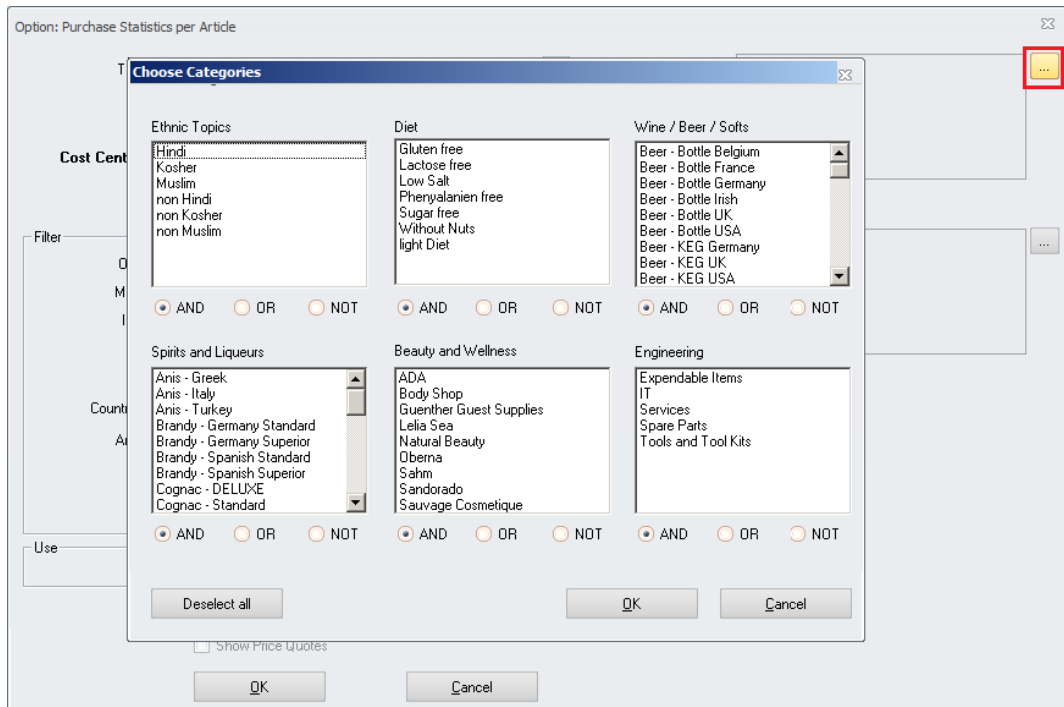 Option: Purchase Statistics per Article
...
Choose Categories
Ethnic Topics
Hindi
Kosher
Muslim
non Hindi
non Kosher
non Muslim
AND OR NOT
Diet
Gluten free
Lactose free
Low Salt
Phenyalanien free
Sugar free
Without Nuts
light Diet
AND OR NOT
Wine / Beer / Softs
Beer - Bottle Belgium
Beer - Bottle France
Beer - Bottle Germany
Beer - Bottle Irish
Beer - Bottle UK
Beer - Bottle USA
Beer - KEG Germany
Beer - KEG UK
Beer - KEG USA
AND OR NOT
Spirits and Liqueurs
Anis - Greek
Anis - Italy
Anis - Turkey
Brandy - Germany Standard
Brandy - Germany Superior
Brandy - Spanish Standard
Brandy - Spanish Superior
Cognac - DELUXE
Cognac - Standard
AND OR NOT
Beauty and Wellness
ADA
Body Shop
Guenther Guest Supplies
Lelia Sea
Natural Beauty
Oberna
Sahm
Sandorado
Sauvage Cosmetique
AND OR NOT
Engineering
Expendable Items
IT
Services
Spare Parts
Tools and Tool Kits
AND OR NOT
Deselect all
OK
Cancel
Cost Cent
Filter
...
Countr
Use
Show Price Quotes
OK
Cancel